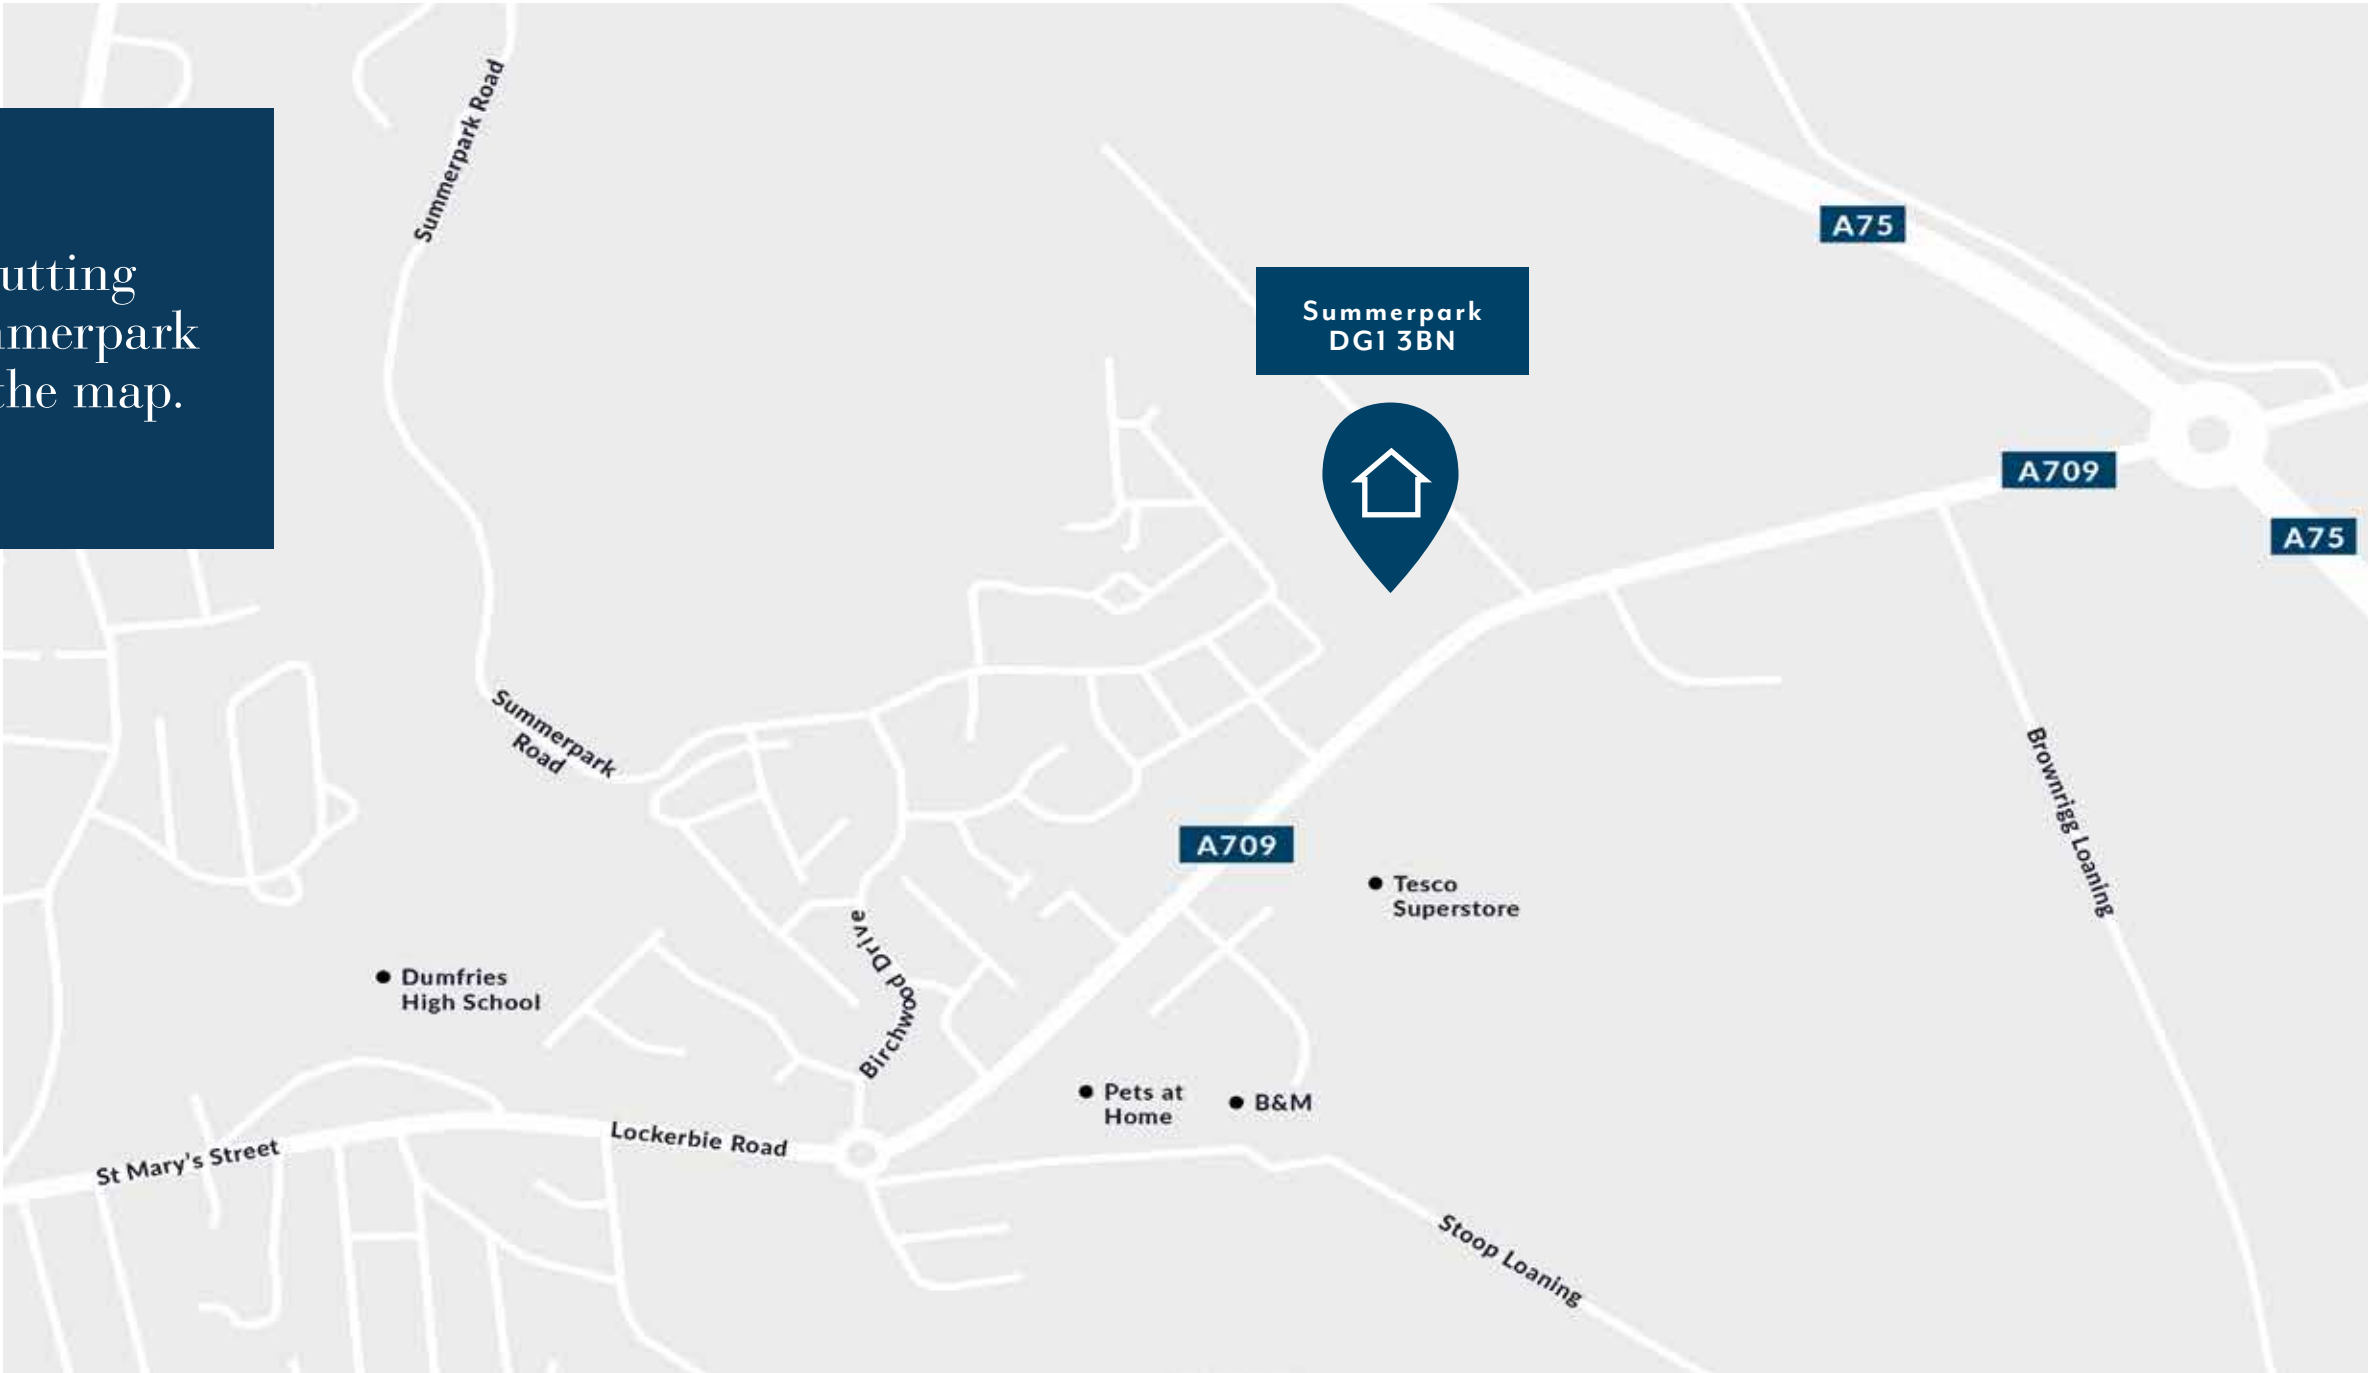 Summerpark Road
A75
utting
merpark
the map.
Summerpark
DG1 3BN
A709
A75
Summerpark
Road
A709
Brownrigg Loaning
Tesco
Superstore
Birchwood Drive
Dumfries
High School
Pets at
Home
B&M
Lockerbie Road
St Mary's Street
Stoop Loaning